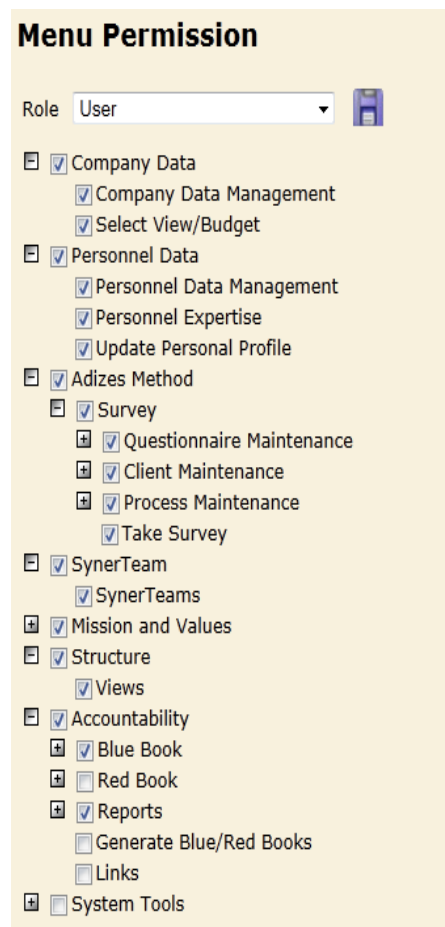 Menu Permission
Role User
Company Data
Company Data Management
Select View/Budget
Personnel Data
Personnel Data Management
Personnel Expertise
Update Personal Profile
Adizes Method
Survey
Questionnaire Maintenance
Client Maintenance
Process Maintenance
Take Survey
SynerTeam
SynerTeams
Mission and Values
Structure
Views
Accountability
Blue Book
Red Book
Reports
Generate Blue/Red Books
Links
System Tools